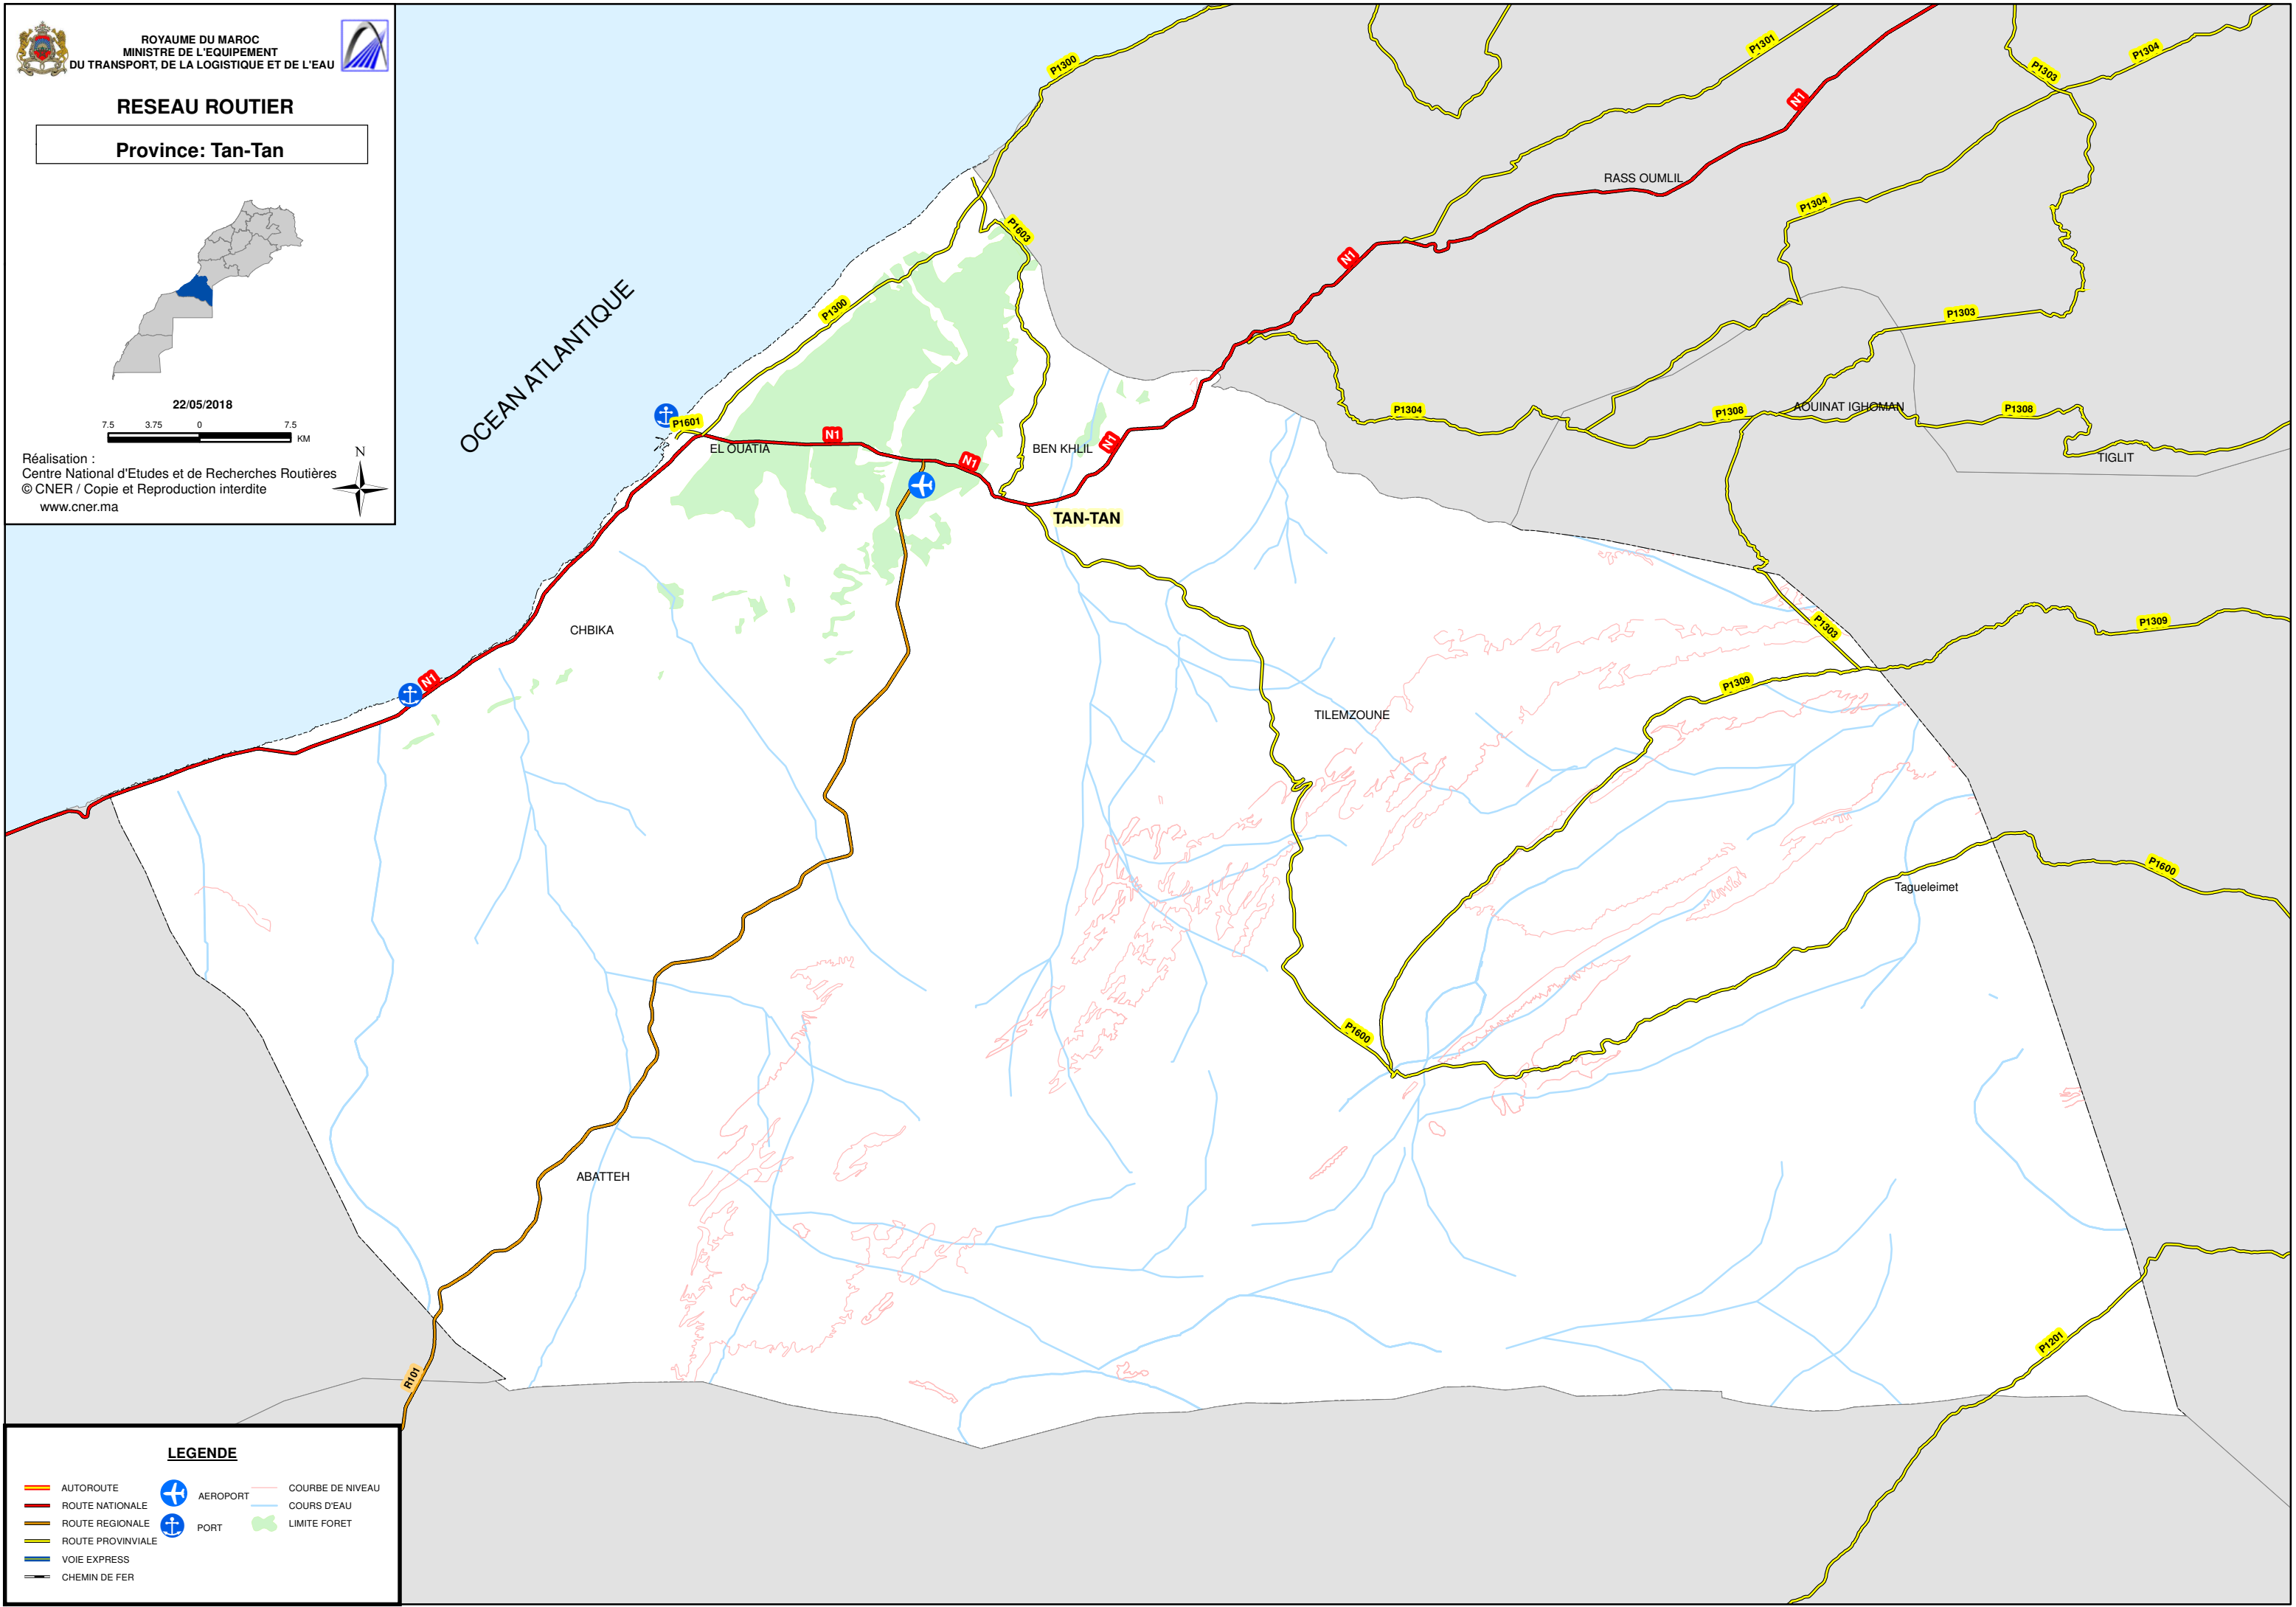 ROYAUME DU MAROC
MINISTRE DE L'EQUIPEMENT
DU TRANSPORT, DE LA LOGISTIQUE ET DE L'EAU
RESEAU ROUTIER
Province: Tan-Tan
22/05/2018
7.5 3.75 0 7.5
KM
Réalisation :
Centre National d'Etudes et de Recherches Routières
© CNER / Copie et Reproduction interdite
www.cner.ma
N
P1300
P1301
P1304
P1303
N1
RASS OUMLIL
P1304
P1603
N1
OCEAN ATLANTIQUE
P1300
P1303
P1304
P1308
AOUINAT IGHOMAN
P1308
P1601
N1
EL OUATIA
N1
BEN KHLIL
N1
TIGLIT
TAN-TAN
CHBIKA
P1303
P1309
N1
P1309
TILEMZOUNE
P1600
Tagueleimet
P1600
ABATTEH
P1201
R101
LEGENDE
AUTOROUTE
ROUTE NATIONALE
ROUTE REGIONALE
ROUTE PROVINVIALE
VOIE EXPRESS
CHEMIN DE FER
AEROPORT
PORT
COURBE DE NIVEAU
COURS D'EAU
LIMITE FORET